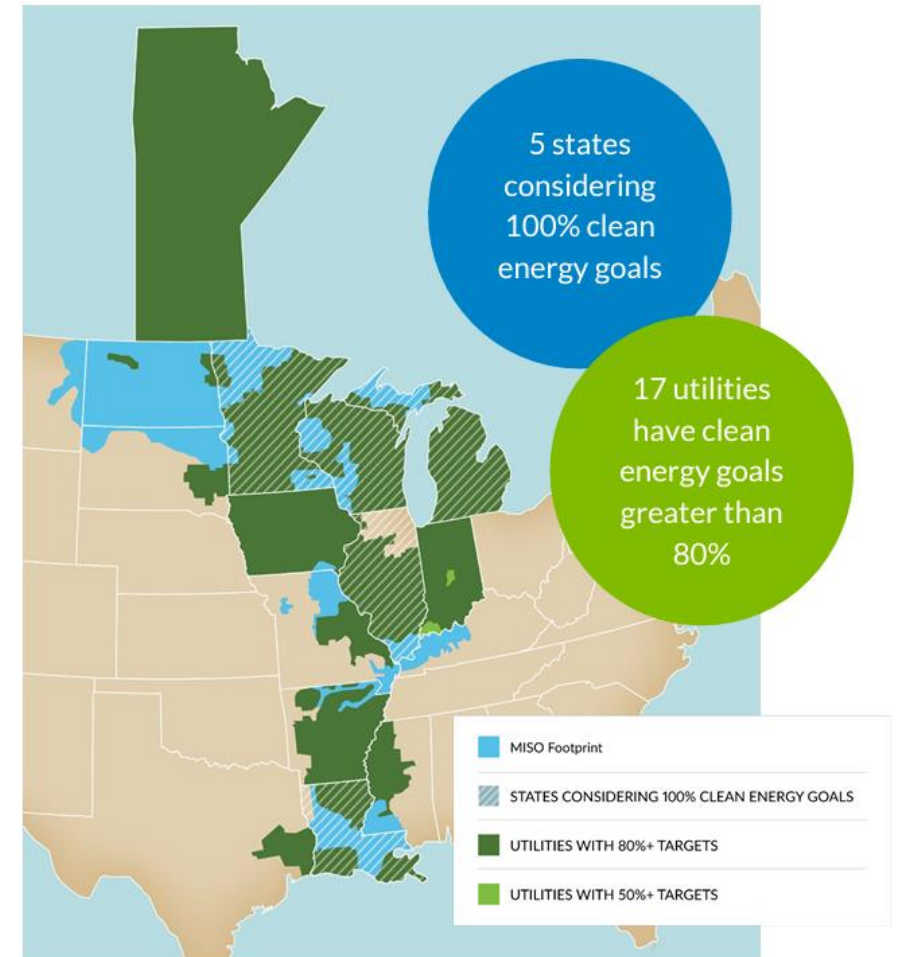 5 states
considering
100% clean
energy goals
17 utilities
have clean
energy goals
greater than
80%
MISO Footprint
STATES CONSIDERING 100% CLEAN ENERGY GOALS
UTILITIES WITH 80%+ TARGETS
UTILITIES WITH 50%+ TARGETS